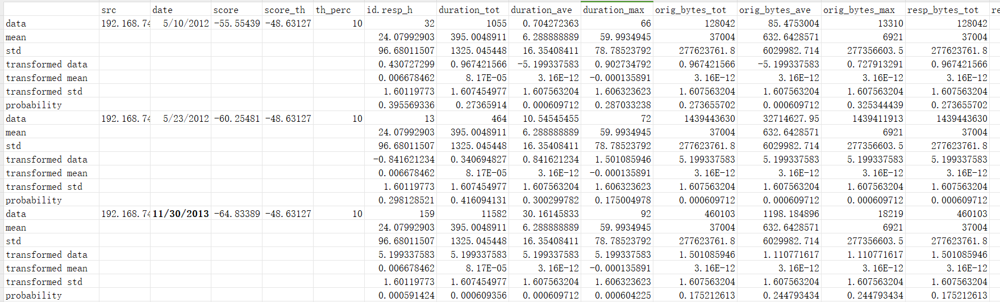 src date score score_th th_perc id.resp_h duration_tot duration_ave duration_max orig_bytes_tot orig_bytes_ave orig_bytes_max resp_bytes_tot re
data 192.168.74 5/10/2012 -55.55439 -48.63127 10 32 1055 0.704272363 66 128042 85.4753004 13310 128042
mean 24.07992903 395.0048911 6.288888889 59.9934945 37004 632.6428571 6921 37004
std 96.68011507 1325.045448 16.35408411 78.78523792 277623761.8 6029982.714 277356603.5 277623761.8
transformed data 0.430727299 0.967421566 -5.199337583 0.902734792 0.967421566 -5.199337583 0.727913291 0.967421566
transformed mean 0.006678462 8.17E-05 3.16E-12 -0.000135891 3.16E-12 3.16E-12 3.16E-12 3.16E-12
transformed std 1.60119773 1.607454977 1.607563204 1.606323623 1.607563204 1.607563204 1.607563204 1.607563204
probability 0.395569336 0.27365914 0.000609712 0.287033238 0.273655702 0.000609712 0.325344439 0.273655702
data 192.168.74 5/23/2012 -60.25481 -48.63127 10 13 464 10.54545455 72 1439443630 32714627.95 1439411913 1439443630
mean 24.07992903 395.0048911 6.288888889 59.9934945 37004 632.6428571 6921 37004
std 96.68011507 1325.045448 16.35408411 78.78523792 277623761.8 6029982.714 277356603.5 277623761.8
transformed data -0.841621234 0.340694827 0.841621234 1.501085946 5.199337583 5.199337583 5.199337583 5.199337583
transformed mean 0.006678462 8.17E-05 3.16E-12 -0.000135891 3.16E-12 3.16E-12 3.16E-12 3.16E-12
transformed std 1.60119773 1.607454977 1.607563204 1.606323623 1.607563204 1.607563204 1.607563204 1.607563204
probability 0.298128521 0.416094131 0.300299782 0.175004978 0.000609712 0.000609712 0.000609712 0.000609712
data 192.168.74 11/30/2013 -64.83389 -48.63127 10 159 11582 30.16145833 92 460103 1198.184896 18219 460103
mean 24.07992903 395.0048911 6.288888889 59.9934945 37004 632.6428571 6921 37004
std 96.68011507 1325.045448 16.35408411 78.78523792 277623761.8 6029982.714 277356603.5 277623761.8
transformed data 5.199337583 5.199337583 5.199337583 5.199337583 1.501085946 1.110771617 1.110771617 1.501085946
transformed mean 0.006678462 8.17E-05 3.16E-12 -0.000135891 3.16E-12 3.16E-12 3.16E-12 3.16E-12
transformed std 1.60119773 1.607454977 1.607563204 1.606323623 1.607563204 1.607563204 1.607563204 1.607563204
probability 0.000591424 0.000609356 0.000609712 0.000604225 0.175212613 0.244793434 0.244793434 0.175212613